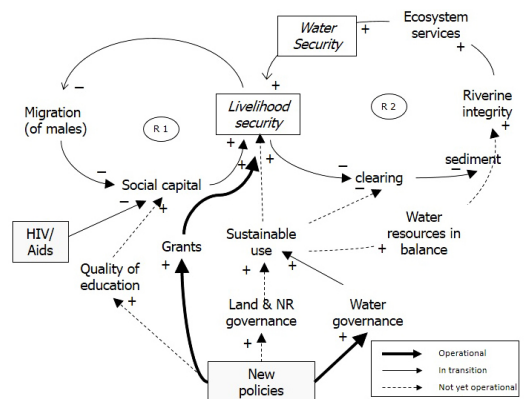 Ecosystem
services
+
+
Water
Security
+
−
Migration
(of males)
R 1
Livelihood
security
R 2
Riverine
integrity
+
+
+
+
−
−
sediment
+
−
Social capital
−
+
clearing
−
HIV/
Aids
Grants
+
Sustainable
use
+
+
Water
resources in
balance
+
Quality of
education
+
Land & NR
governance
+
Water
governance
+
New
policies
Operational
In transition
Not yet operational